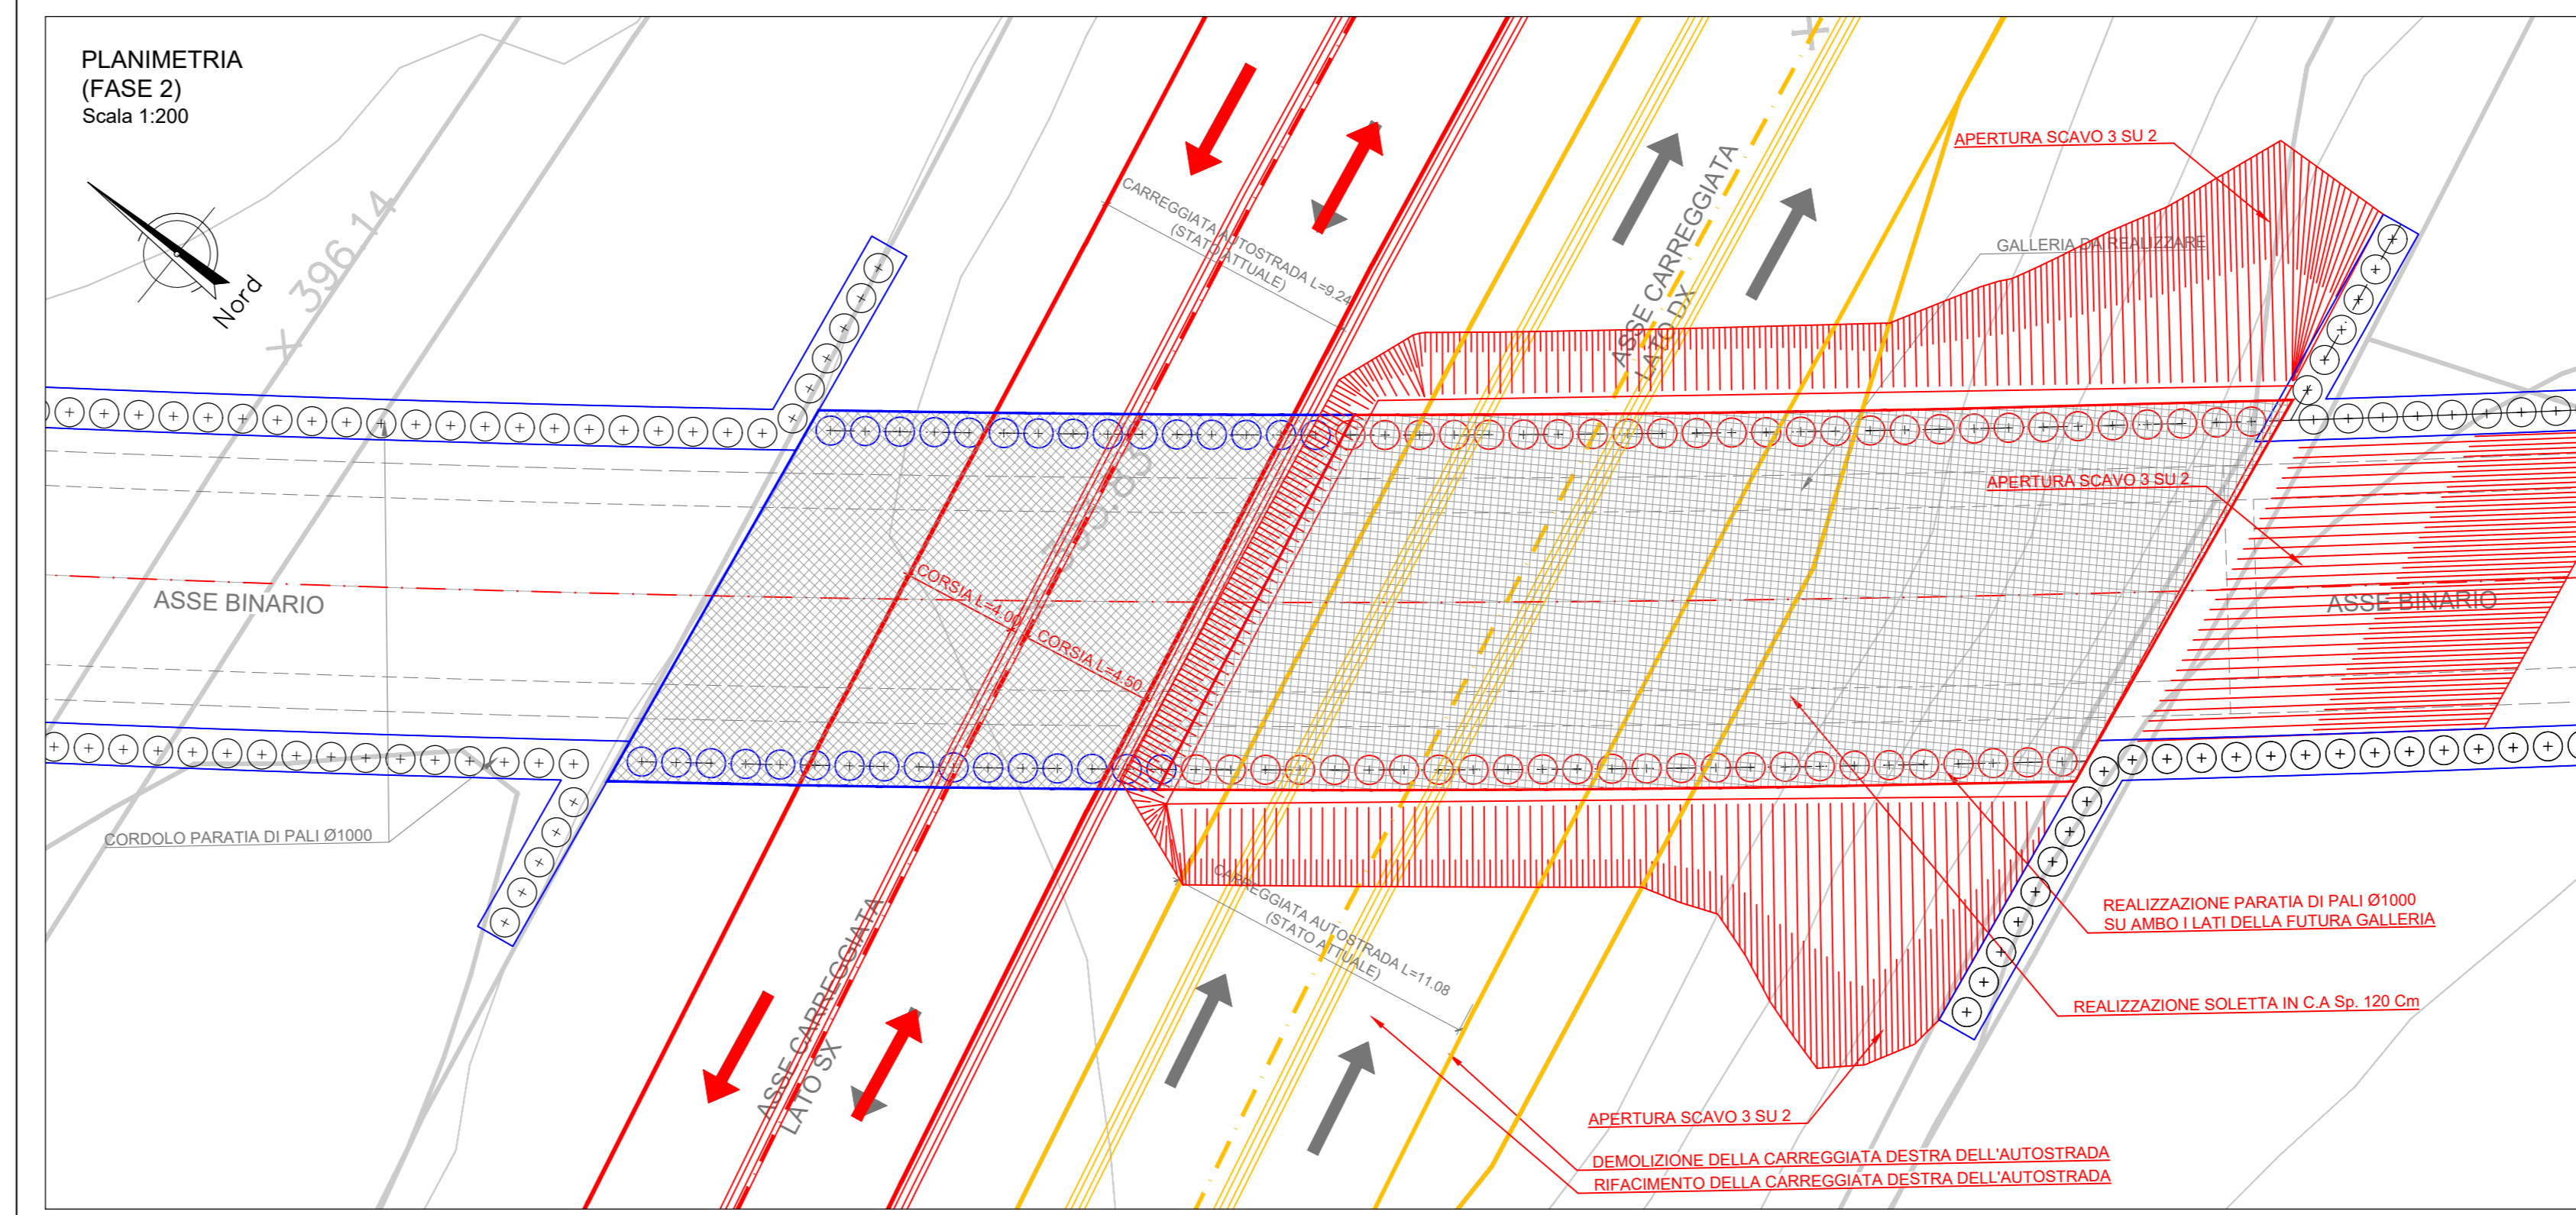 PLANIMETRIA
(FASE 2)
Scala 1:200
Nord
X 396.14
CARREGGIATA AUTOSTRADA L=9.24
(STATO ATTUALE)
ASSE CARREGGIATA
LATO DX
APERTURA SCAVO 3 SU 2
GALLERIA DA REALIZZARE
APERTURA SCAVO 3 SU 2
ASSE BINARIO
CORSIA L=4.00
CORSIA L=4.50
ASSE BINARIO
CORDOLO PARATIA DI PALI Ø1000
CARREGGIATA AUTOSTRADA L=11.08
(STATO ATTUALE)
ASSE CARREGGIATA
LATO SX
REALIZZAZIONE PARATIA DI PALI Ø1000
SU AMBO I LATI DELLA FUTURA GALLERIA
REALIZZAZIONE SOLETTA IN C.A Sp. 120 Cm
APERTURA SCAVO 3 SU 2
DEMOLIZIONE DELLA CARREGGIATA DESTRA DELL'AUTOSTRADA
RIFACIMENTO DELLA CARREGGIATA DESTRA DELL'AUTOSTRADA